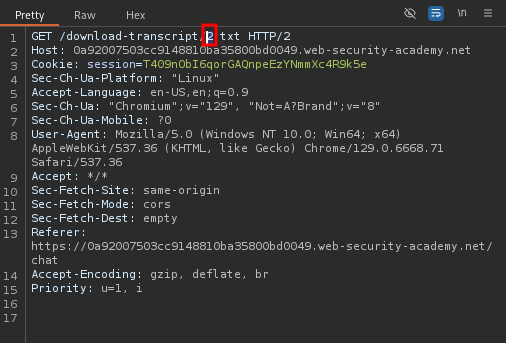 Pretty Raw Hex \n
1 GET /download-transcript/2.txt HTTP/2
2 Host: 0a92007503cc9148810ba35800bd0049.web-security-academy.net
3 Cookie: session=T409nObI6qorGAQnpeEzYNmmXc4R9k5e
4 Sec-Ch-Ua-Platform: "Linux"
5 Accept-Language: en-US,en;q=0.9
6 Sec-Ch-Ua: "Chromium";v="129", "Not=A?Brand";v="8"
7 Sec-Ch-Ua-Mobile: ?0
8 User-Agent: Mozilla/5.0 (Windows NT 10.0; Win64; x64)
AppleWebKit/537.36 (KHTML, like Gecko) Chrome/129.0.6668.71
Safari/537.36
9 Accept: */*
10 Sec-Fetch-Site: same-origin
11 Sec-Fetch-Mode: cors
12 Sec-Fetch-Dest: empty
13 Referer:
https://0a92007503cc9148810ba35800bd0049.web-security-academy.net/
chat
14 Accept-Encoding: gzip, deflate, br
15 Priority: u=1, i
16
17